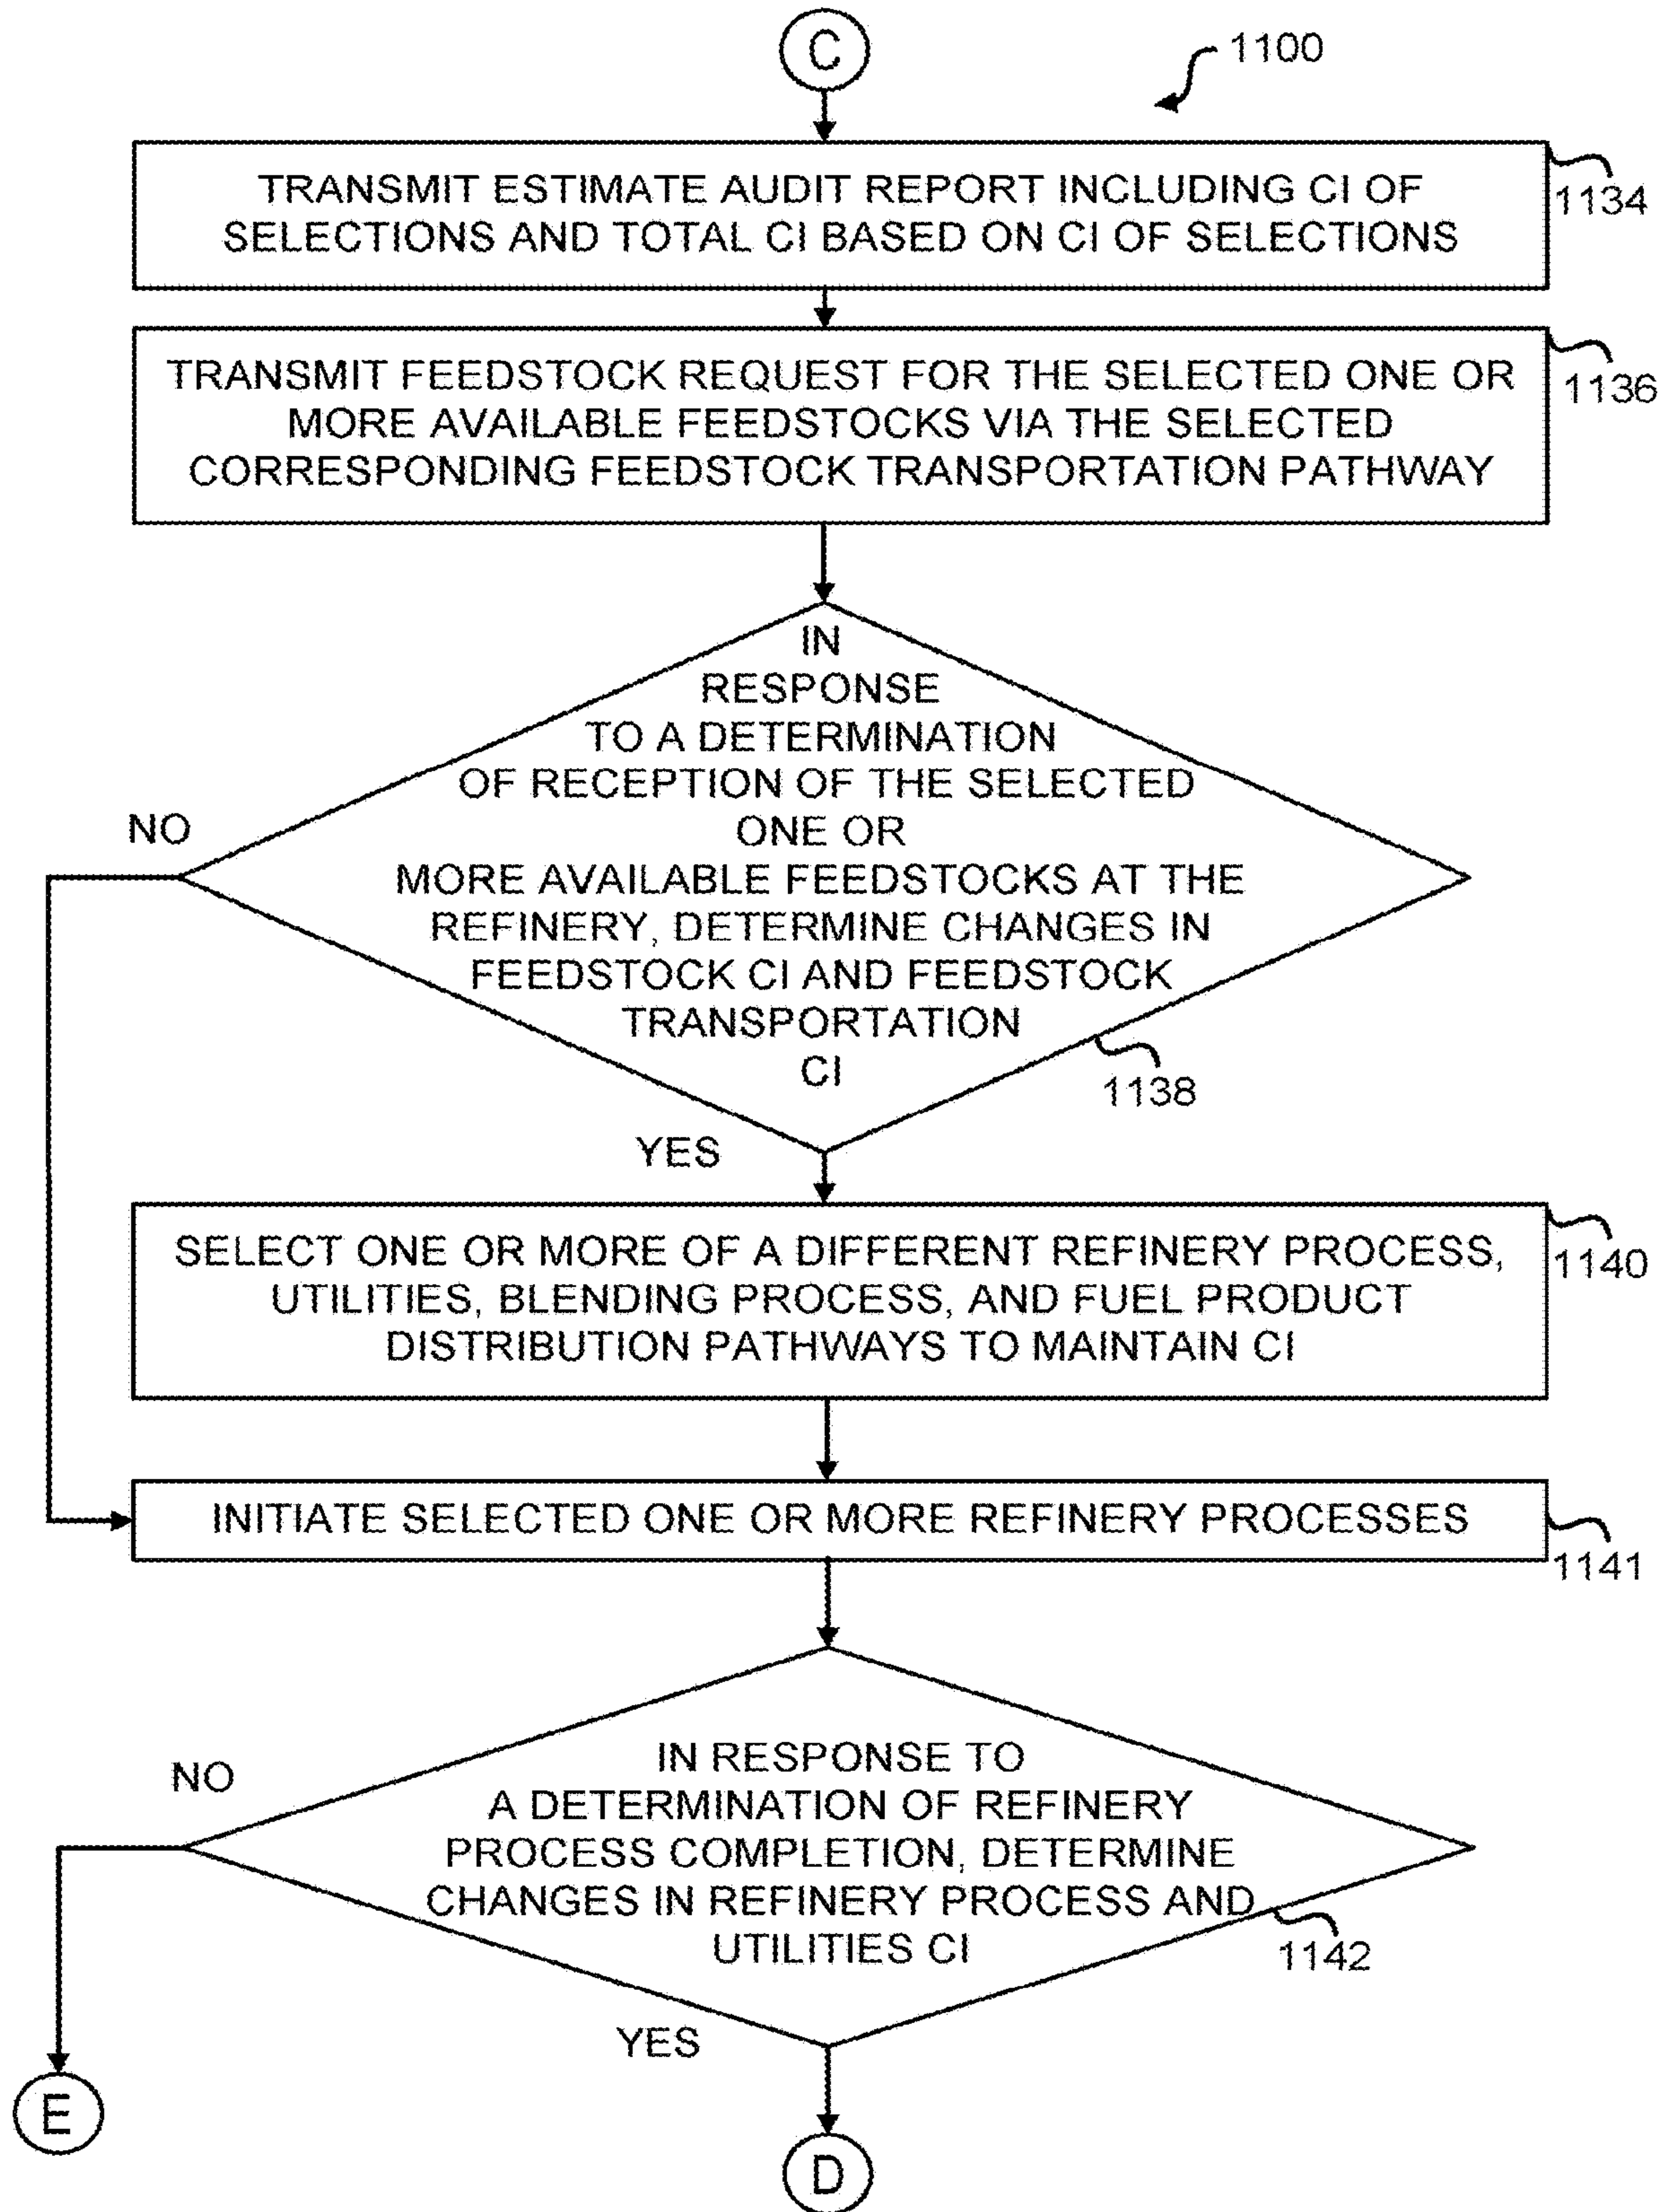 C
1100
TRANSMIT ESTIMATE AUDIT REPORT INCLUDING CI OF
SELECTIONS AND TOTAL CI BASED ON CI OF SELECTIONS
1134
TRANSMIT FEEDSTOCK REQUEST FOR THE SELECTED ONE OR
MORE AVAILABLE FEEDSTOCKS VIA THE SELECTED
CORRESPONDING FEEDSTOCK TRANSPORTATION PATHWAY
1136
IN
RESPONSE
TO A DETERMINATION
OF RECEPTION OF THE SELECTED
ONE OR
MORE AVAILABLE FEEDSTOCKS AT THE
REFINERY, DETERMINE CHANGES IN
FEEDSTOCK CI AND FEEDSTOCK
TRANSPORTATION
CI
1138
NO
YES
SELECT ONE OR MORE OF A DIFFERENT REFINERY PROCESS,
UTILITIES, BLENDING PROCESS, AND FUEL PRODUCT
DISTRIBUTION PATHWAYS TO MAINTAIN CI
1140
INITIATE SELECTED ONE OR MORE REFINERY PROCESSES
1141
IN RESPONSE TO
A DETERMINATION OF REFINERY
PROCESS COMPLETION, DETERMINE
CHANGES IN REFINERY PROCESS AND
UTILITIES CI
1142
NO
YES
E
D